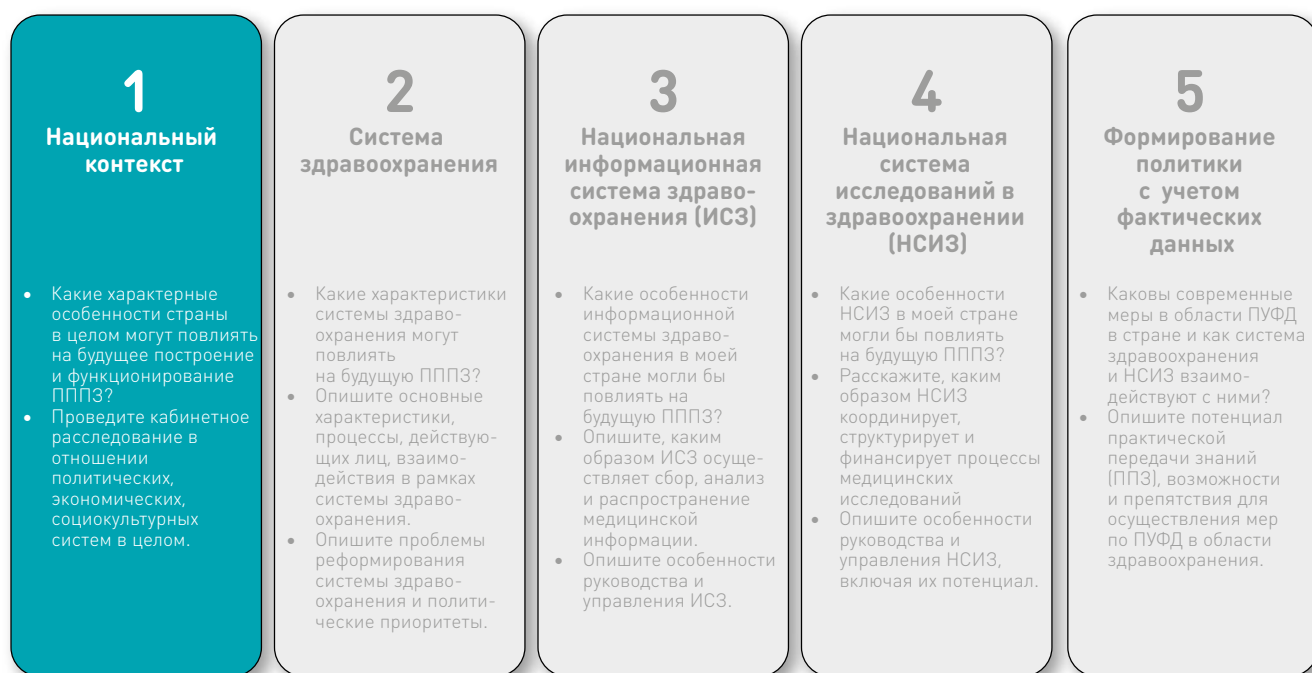 1
Национальный
контекст
• Какие характерные
особенности страны
в целом могут повлиять
на будущее построение
и функционирование
ПППЗ?
• Проведите кабинетное
расследование в
отношении
политических,
экономических,
социокультурных
систем в целом.
2
Система
здравоохранения
• Какие характеристики
системы здраво-
охранения могут
повлиять
на будущую ПППЗ?
• Опишите основные
характеристики,
процессы, действую-
щих лиц, взаимо-
действия в рамках
системы здраво-
охранения.
• Опишите проблемы
реформирования
системы здраво-
охранения и полити-
ческие приоритеты.
3
Национальная
информационная
система здраво-
охранения (ИСЗ)
• Какие особенности
информационной
системы здраво-
охранения в моей
стране могли бы
повлиять на
будущую ПППЗ?
• Опишите, каким
образом ИСЗ осуще-
ствляет сбор, анализ
и распространение
медицинской
информации.
• Опишите особенности
руководства и
управления ИСЗ.
4
Национальная
система
исследований в
здравоохранении
(НСИЗ)
• Какие особенности
НСИЗ в моей стране
могли бы повлиять
на будущую ПППЗ?
• Расскажите, каким
образом НСИЗ
координирует,
структурирует и
финансирует процессы
медицинских
исследований
• Опишите особенности
руководства и
управления НСИЗ,
включая их потенциал.
5
Формирование
политики
с учетом
фактических
данных
• Каковы современные
меры в области ПУФД
в стране и как система
здравоохранения
и НСИЗ взаимо-
действуют с ними?
• Опишите потенциал
практической
передачи знаний
(ППЗ), возможности
и препятствия для
осуществления мер
по ПУФД в области
здравоохранения.